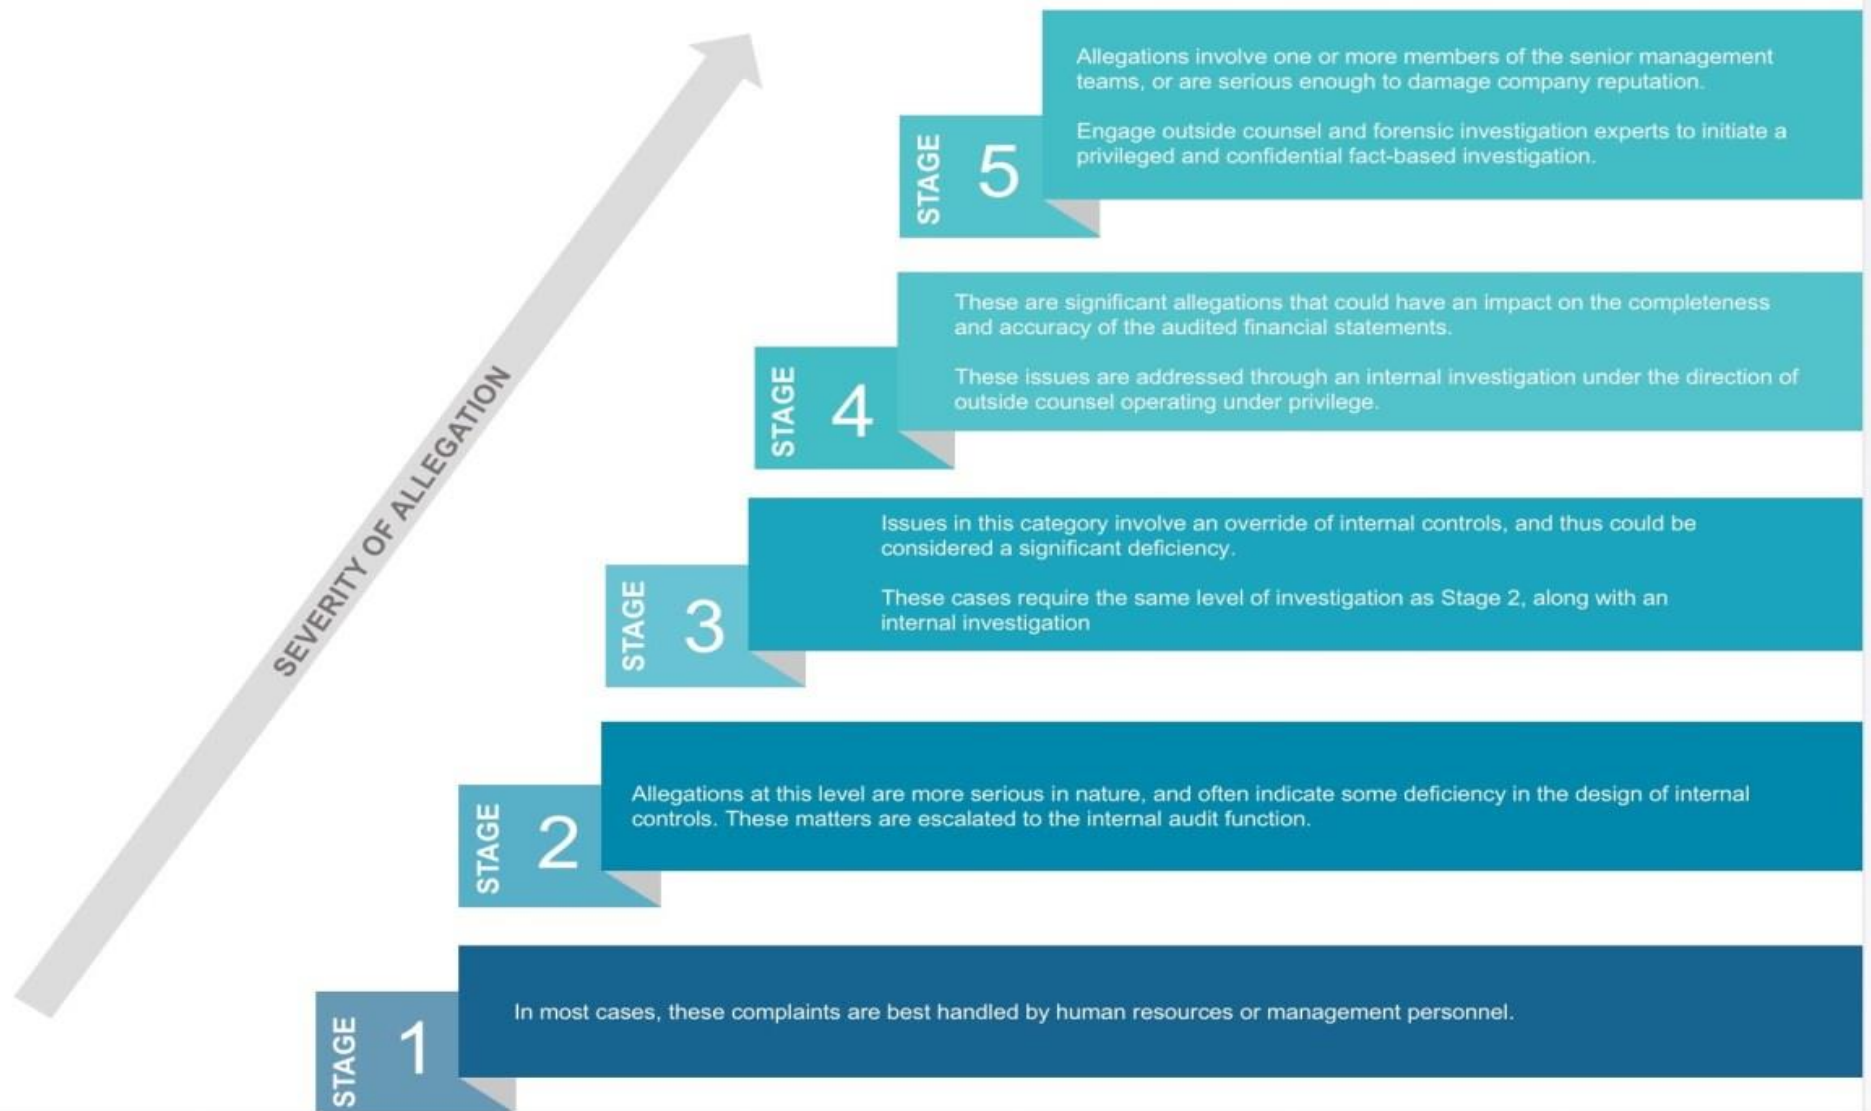 Allegations involve one or more members of the senior management
teams, or are serious enough to damage company reputation.
Engage outside counsel and forensic investigation experts to initiate a
privileged and confidential fact-based investigation.
STAGE
5
These are significant allegations that could have an impact on the completeness
and accuracy of the audited financial statements.
These issues are addressed through an internal investigation under the direction of
outside counsel operating under privilege.
STAGE
4
SEVERITY OF ALLEGATION
Issues in this category involve an override of internal controls, and thus could be
considered a significant deficiency.
These cases require the same level of investigation as Stage 2, along with an
internal investigation
STAGE
3
Allegations at this level are more serious in nature, and often indicate some deficiency in the design of internal
controls. These matters are escalated to the internal audit function.
STAGE
2
In most cases, these complaints are best handled by human resources or management personnel.
STAGE
1